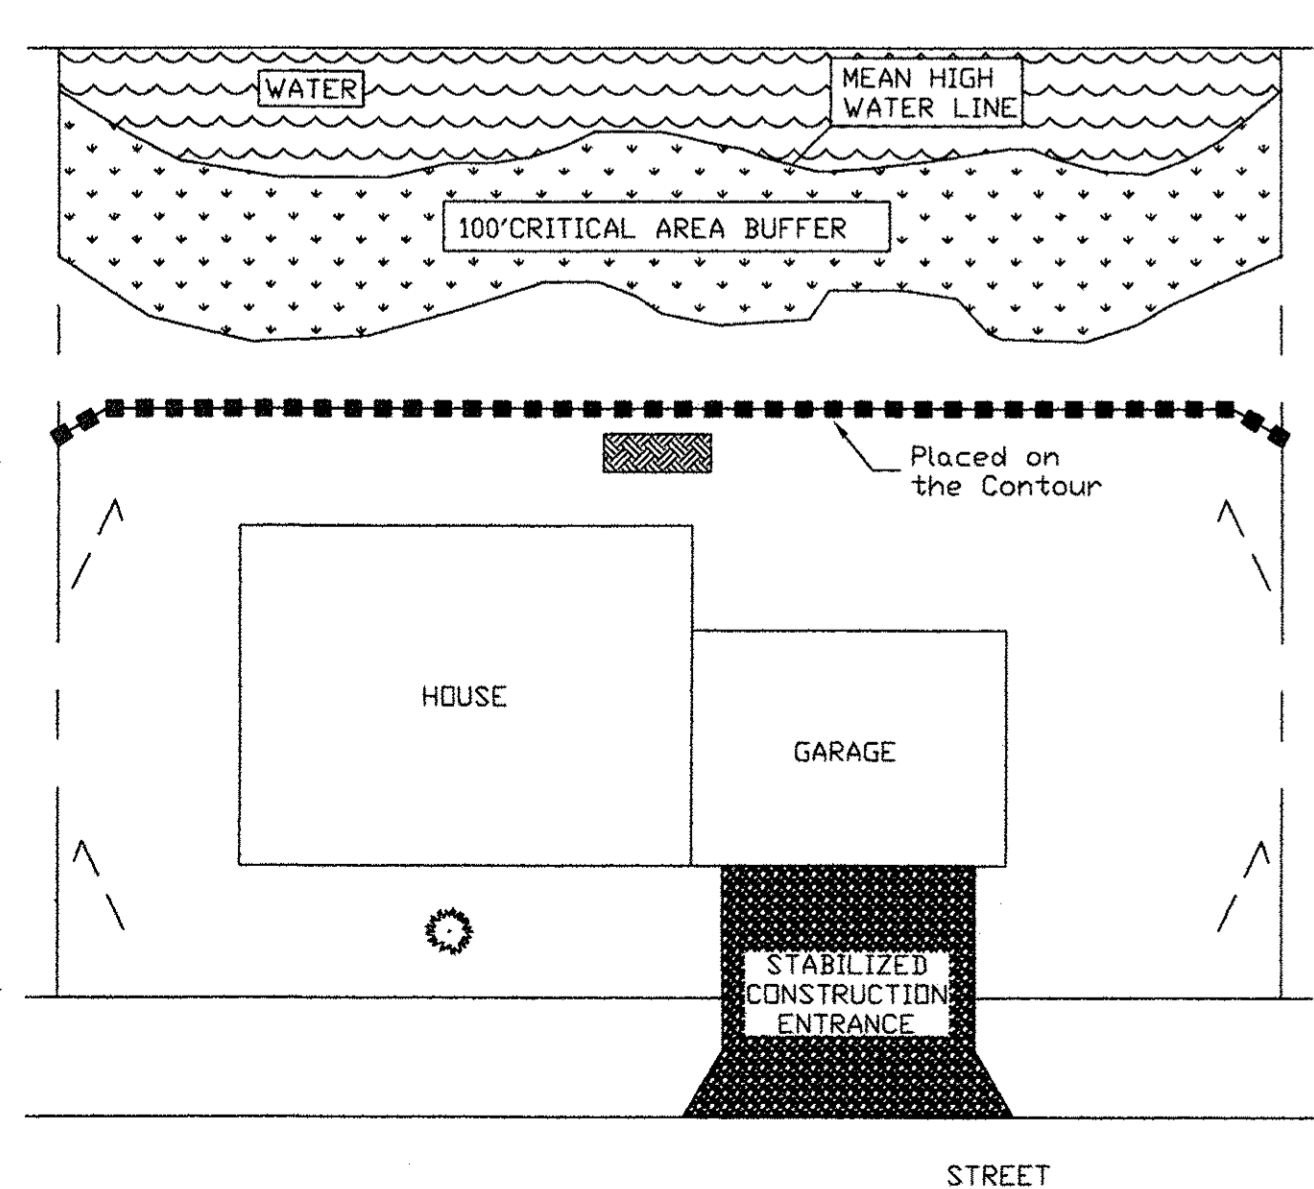 WATER
MEAN HIGH
WATER LINE
100'CRITICAL AREA BUFFER
Placed on
the Contour
HOUSE
GARAGE
STABILIZED
CONSTRUCTION
ENTRANCE
STREET